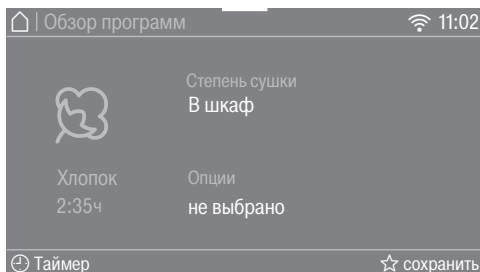 | Обзор программ
11:02
Степень сушки
В шкаф
Хлопок
2:35ч
Опции
не выбрано
Таймер
сохранить